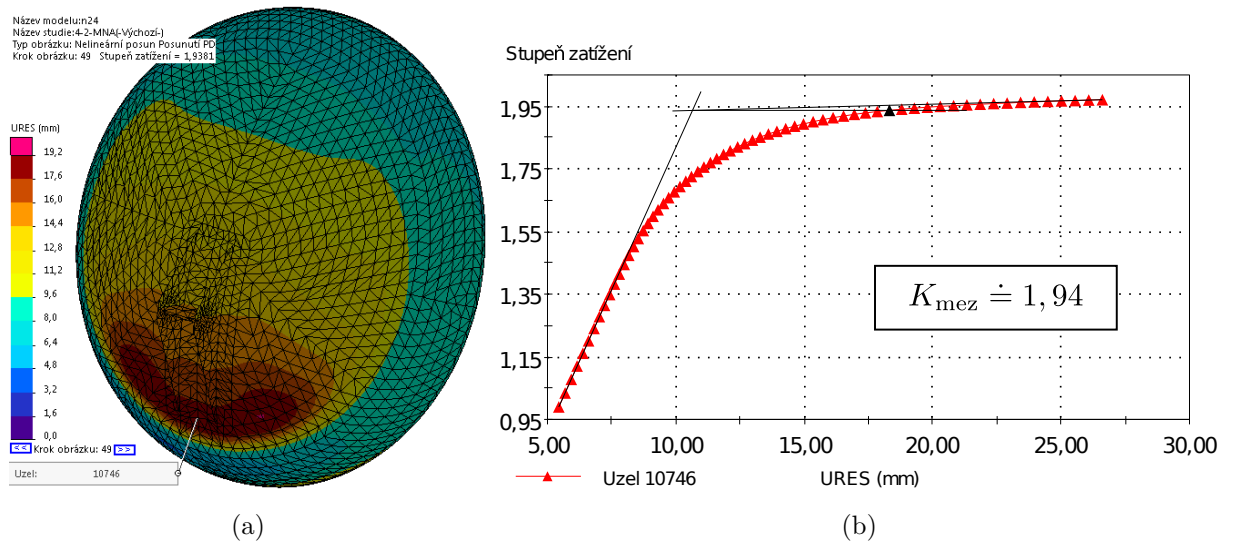 Název modelu:n24
Název studie:4-2-MNA(-Výchozí-)
Typ obrázku: Nelineární posun Posunutí PD
Krok obrázku: 49 Stupeň zatížení = 1,9381
URES (mm)
19,2
17,6
16,0
14,4
12,8
11,2
9,6
8,0
6,4
4,8
3,2
1,6
0,0
<< Krok obrázku: 49 >>
Uzel: 10746
(a)
Stupeň zatížení
1,95
1,75
1,55
1,35
1,15
0,95
5,00 10,00 15,00 20,00 25,00 30,00
K_mez ≐ 1, 94
Uzel 10746
URES (mm)
(b)